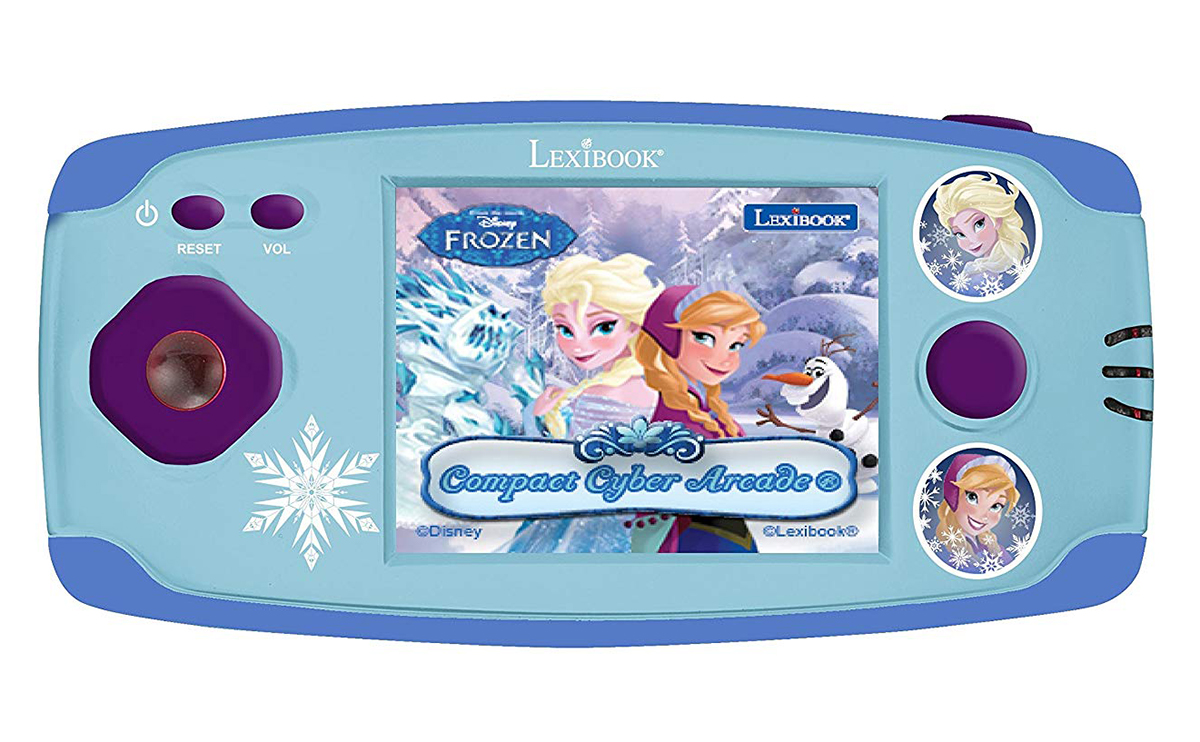 LEXIBOOK®
RESET
VOL
Disney
FROZEN
LEXIBOOK®
Compact Cyber Arcade ®
©Disney
©Lexibook®